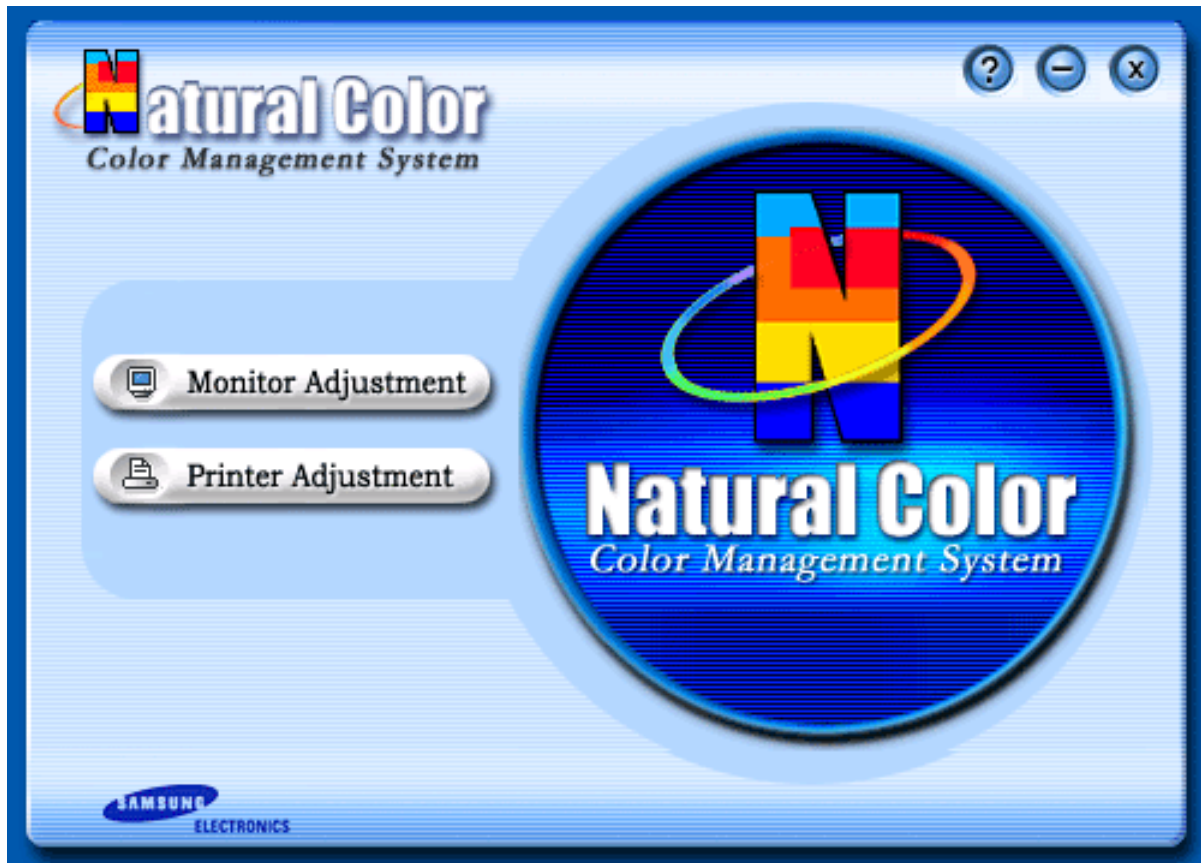 Natural Color
Color Management System
? - x
Monitor Adjustment
Printer Adjustment
N
Natural Color
Color Management System
SAMSUNG
ELECTRONICS